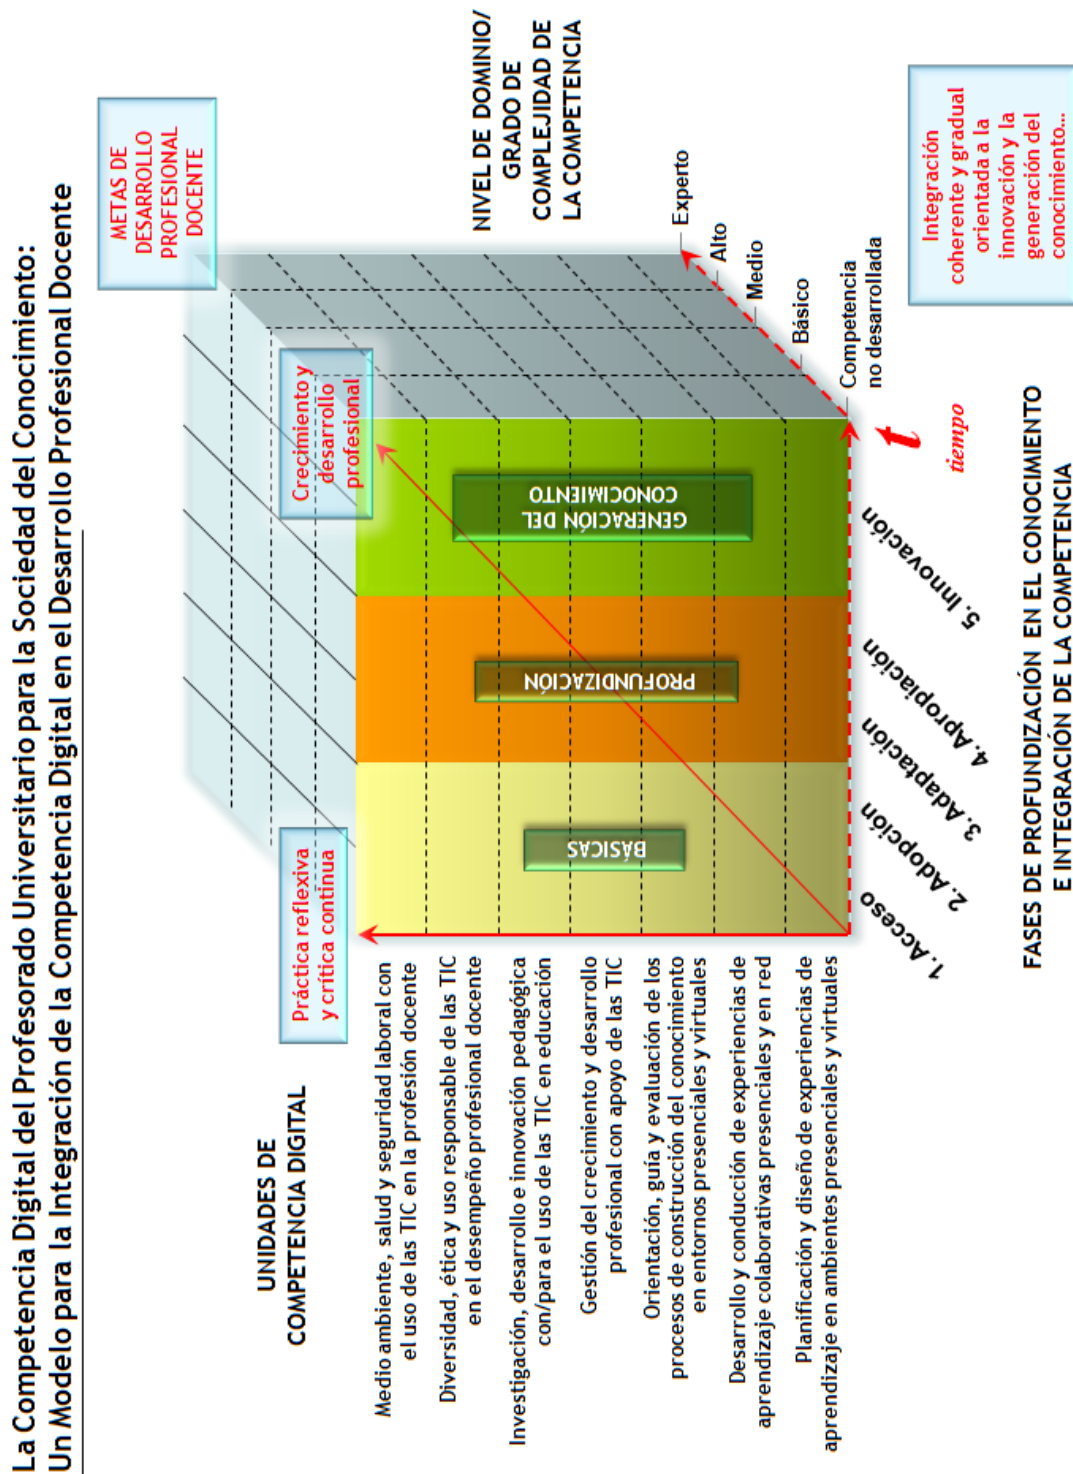 La Competencia Digital del Profesorado Universitario para la Sociedad del Conocimiento:
Un Modelo para la Integración de la Competencia Digital en el Desarrollo Profesional Docente
METAS DE
DESARROLLO
PROFESIONAL
DOCENTE
UNIDADES DE
COMPETENCIA DIGITAL
Práctica reflexiva
y crítica continua
Crecimiento y
desarrollo
profesional
NIVEL DE DOMINIO/
GRADO DE
COMPLEJIDAD DE
LA COMPETENCIA
Medio ambiente, salud y seguridad laboral con
el uso de las TIC en la profesión docente
Diversidad, ética y uso responsable de las TIC
en el desempeño profesional docente
Investigación, desarrollo e innovación pedagógica
con/para el uso de las TIC en educación
Gestión del crecimiento y desarrollo
profesional con apoyo de las TIC
Orientación, guía y evaluación de los
procesos de construcción del conocimiento
en entornos presenciales y virtuales
Desarrollo y conducción de experiencias de
aprendizaje colaborativas presenciales y en red
Planificación y diseño de experiencias de
aprendizaje en ambientes presenciales y virtuales
BÁSICAS
PROFUNDIZACIÓN
GENERACIÓN DEL
CONOCIMIENTO
Experto
Alto
Medio
Básico
Competencia
no desarrollada
t
tiempo
1. Acceso
2. Adopción
3. Adaptación
4. Apropiación
5. Innovación
FASES DE PROFUNDIZACIÓN EN EL CONOCIMIENTO
E INTEGRACIÓN DE LA COMPETENCIA
Integración
coherente y gradual
orientada a la
innovación y la
generación del
conocimiento...